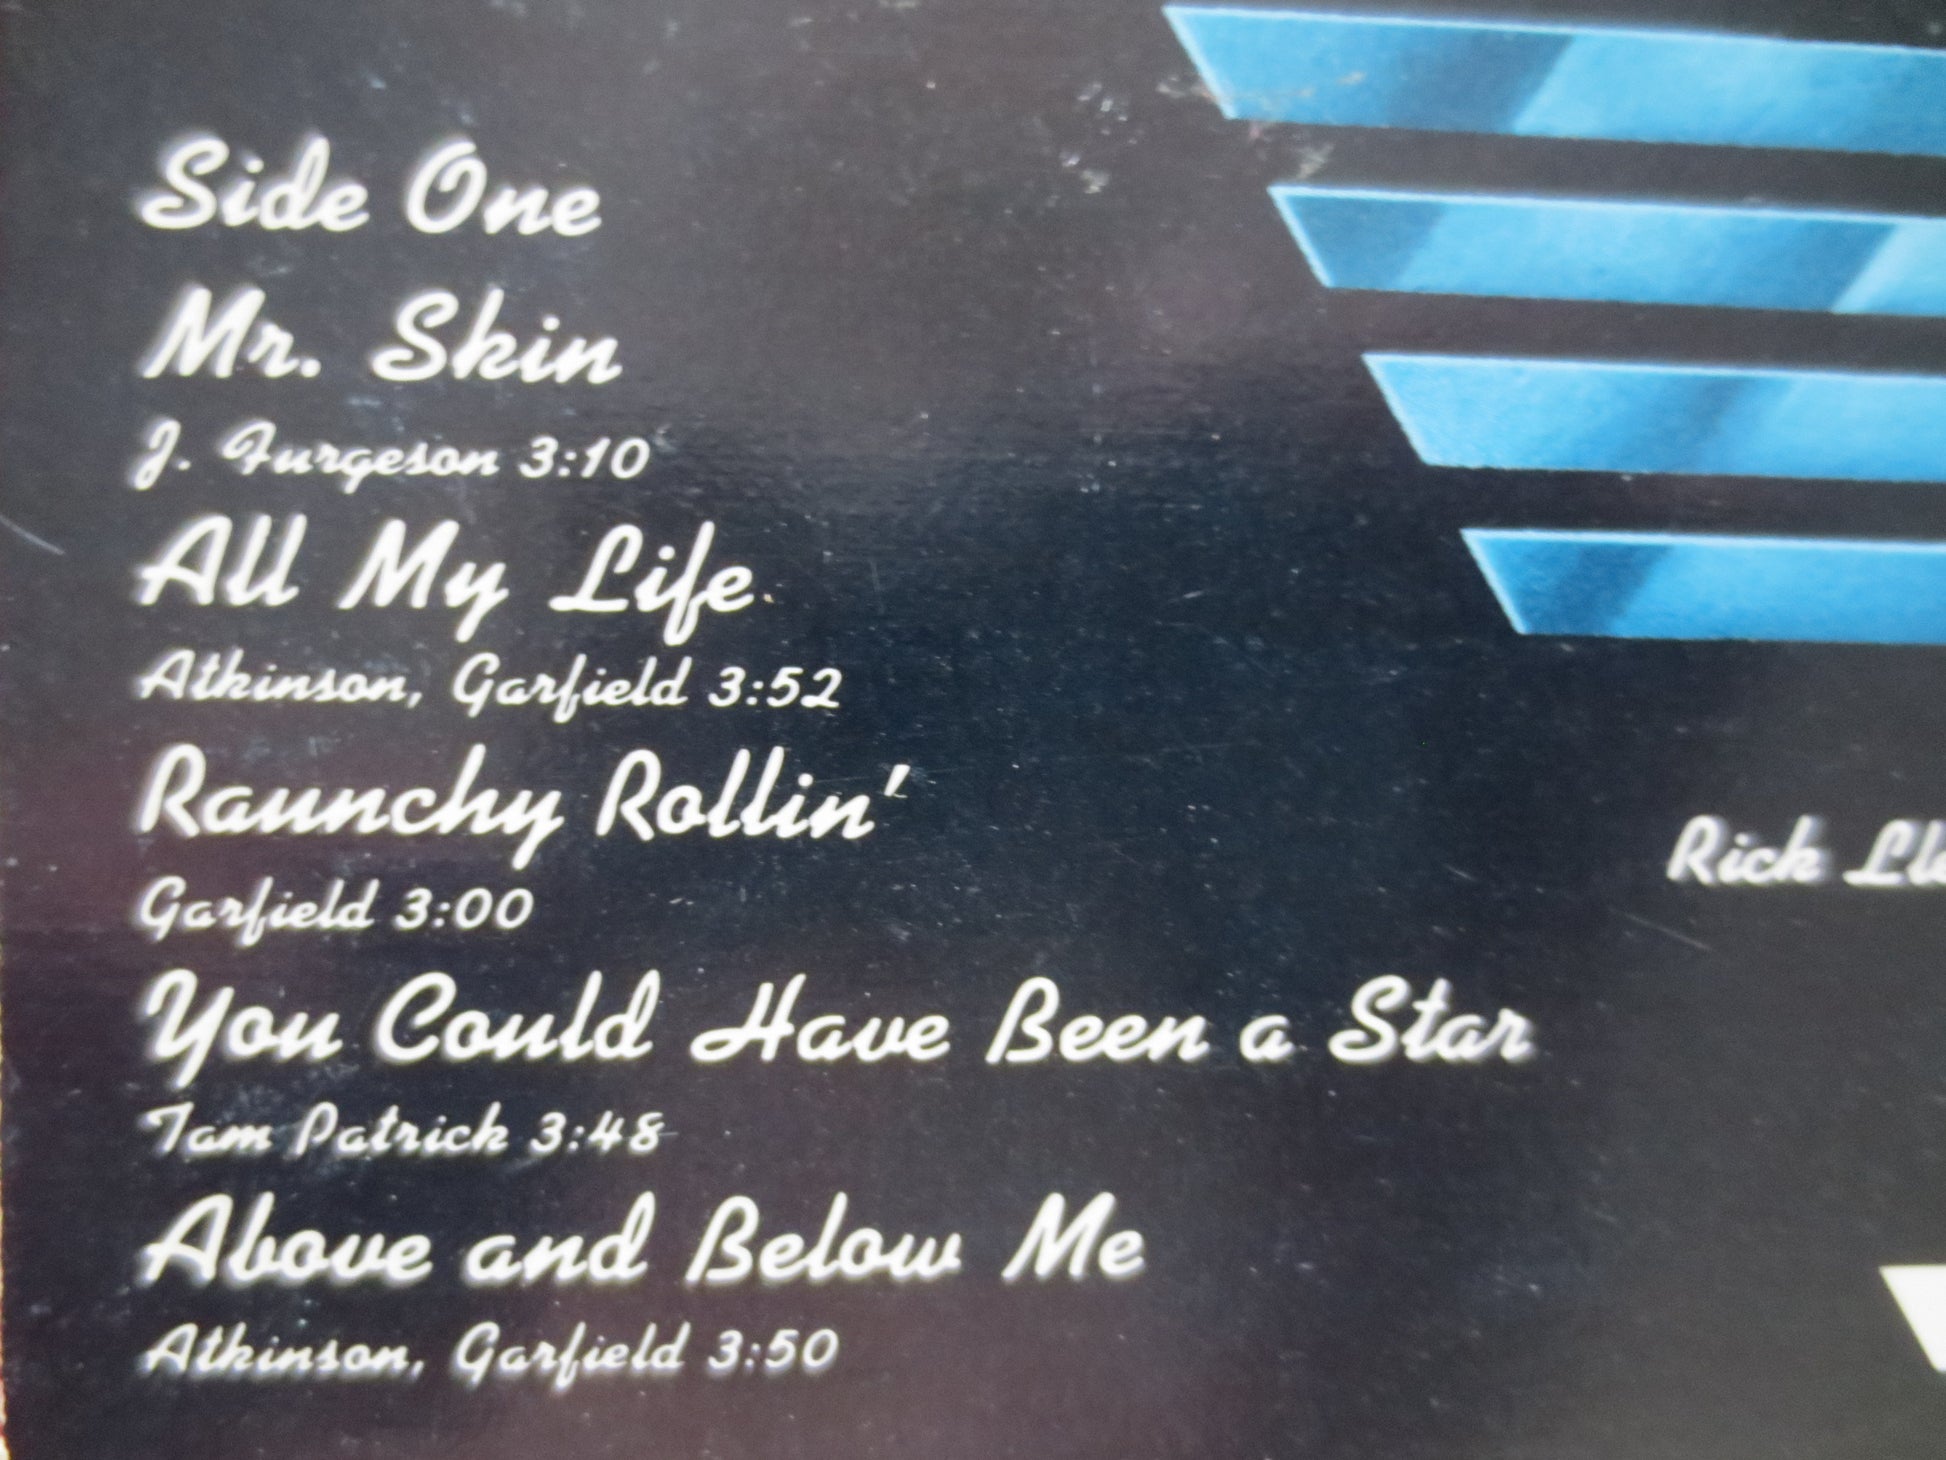 Side One
Mr. Skin
J. Furgeson 3:10
All My Life
Atkinson, Garfield 3:52
Raunchy Rollin'
Garfield 3:00
Rick
You Could Have Been a Star
Tam Patrick 3:48
Above and Below Me
Atkinson, Garfield 3:50